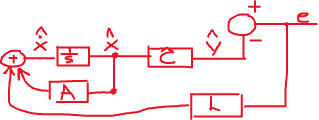 +
ẋ̂
1/s
x̂
Ĉ
ŷ
+
−
e
A
L
+